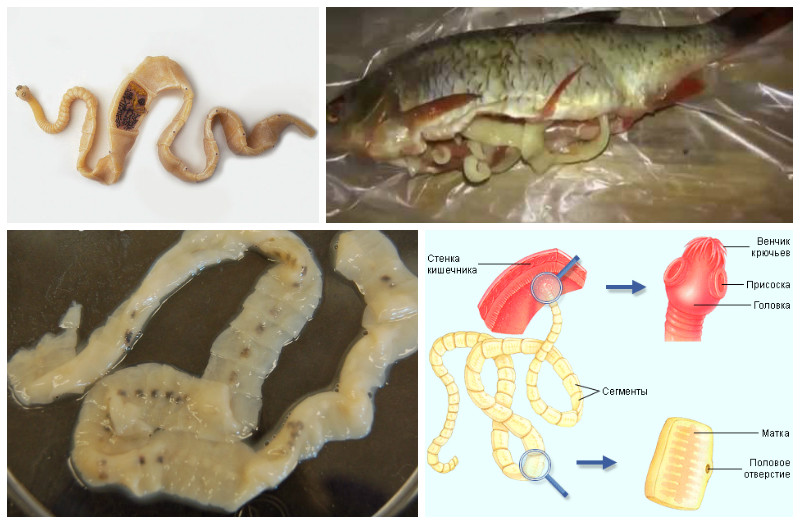 Стенка
кишечника
Венчик
крючьев
Присоска
Головка
Сегменты
Матка
Половое
отверстие